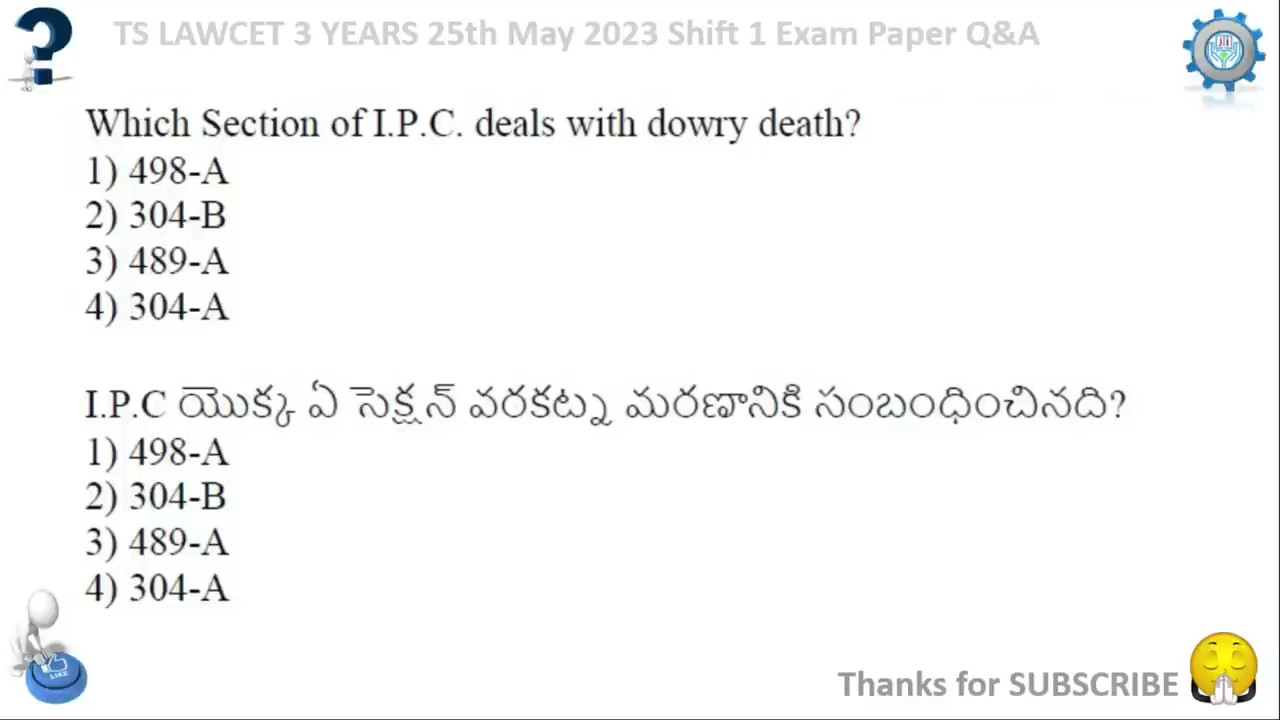 TS LAWCET 3 YEARS 25th May 2023 Shift 1 Exam Paper Q&A
Which Section of I.P.C. deals with dowry death?
1) 498-A
2) 304-B
3) 489-A
4) 304-A
I.P.C యొక్క ఏ సెక్షన్ వరకట్న మరణానికి సంబంధించినది?
1) 498-A
2) 304-B
3) 489-A
4) 304-A
LIKE
Thanks for SUBSCRIBE